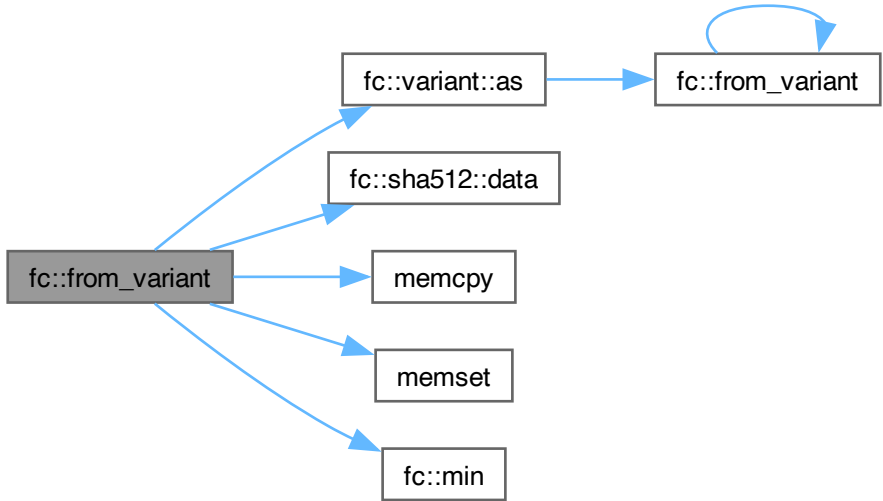 fc::variant::as
fc::from_variant
fc::sha512::data
fc::from_variant
memcpy
memset
fc::min